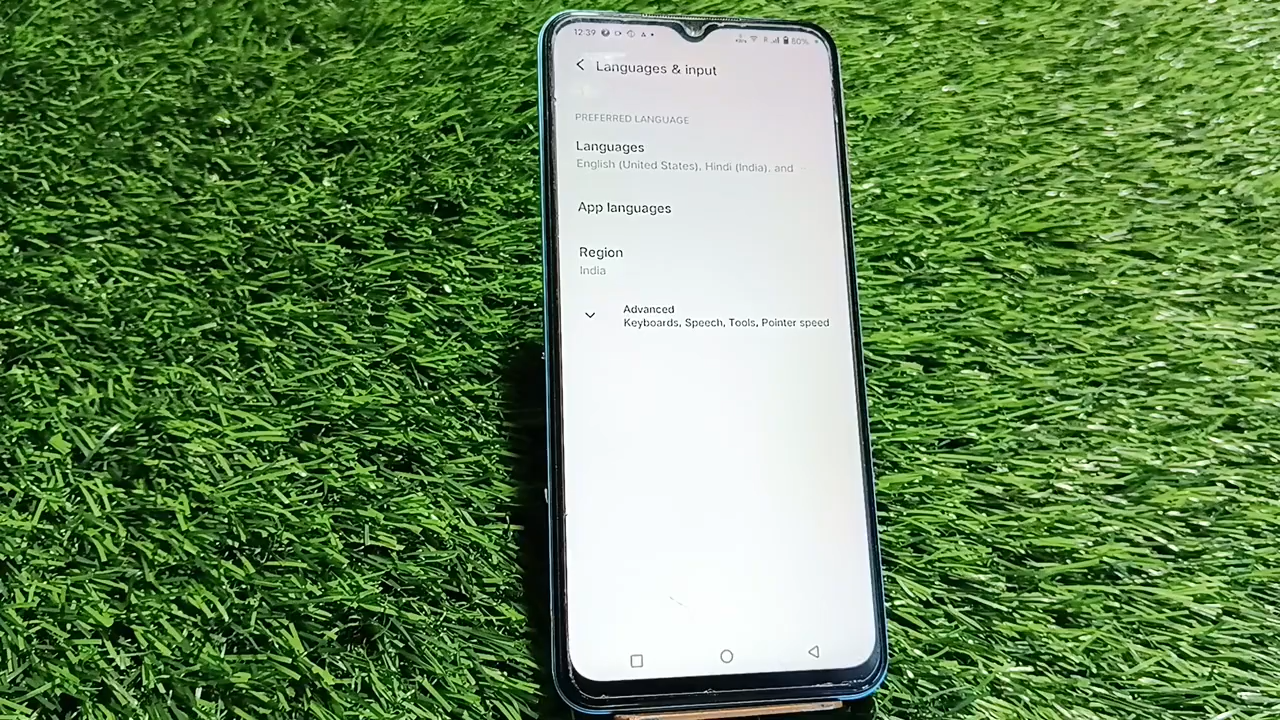 12:39
80%
Languages & input
PREFERRED LANGUAGE
Languages
English (United States), Hindi (India), and
App languages
Region
India
Advanced
Keyboards, Speech, Tools, Pointer speed